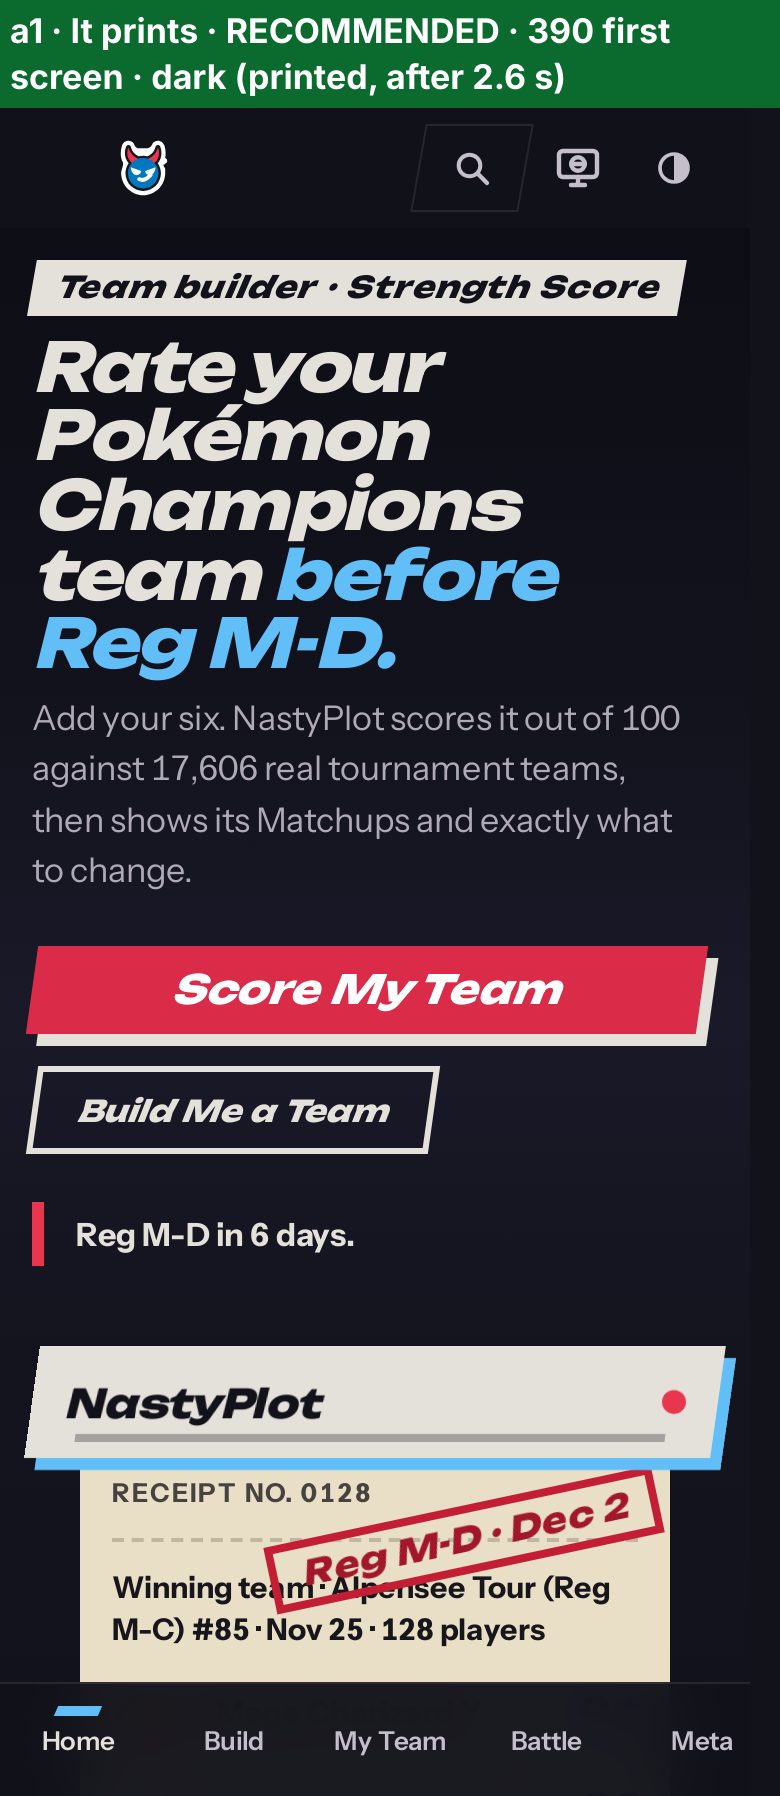 a1 · It prints · RECOMMENDED · 390 first
screen · dark (printed, after 2.6 s)
Team builder · Strength Score
Rate your
Pokémon
Champions
team before
Reg M-D.
Add your six. NastyPlot scores it out of 100
against 17,606 real tournament teams,
then shows its Matchups and exactly what
to change.
Score My Team
Build Me a Team
Reg M-D in 6 days.
NastyPlot
RECEIPT NO. 0128
Reg M-D · Dec 2
Winning team · Alpensee Tour (Reg
M-C) #85 · Nov 25 · 128 players
Home
Build
My Team
Battle
Meta